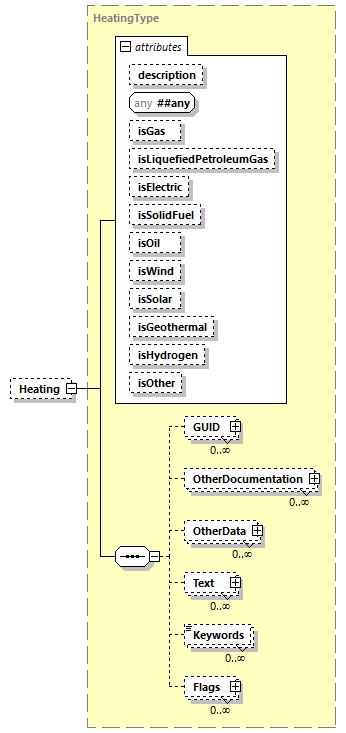 HeatingType
attributes
description
any ##any
isGas
isLiquefiedPetroleumGas
isElectric
isSolidFuel
isOil
isWind
isSolar
isGeothermal
isHydrogen
isOther
Heating
GUID
0..∞
OtherDocumentation
0..∞
OtherData
0..∞
Text
0..∞
Keywords
0..∞
Flags
0..∞